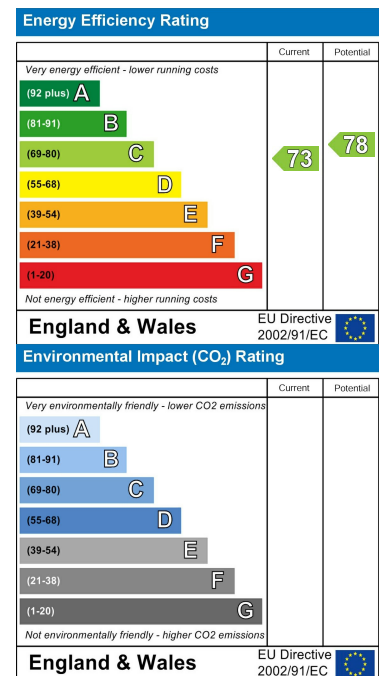 Energy Efficiency Rating
Current Potential
Very energy efficient - lower running costs
(92 plus) A
(81-91) B
(69-80) C
(55-68) D
(39-54) E
(21-38) F
(1-20) G
73 78
Not energy efficient - higher running costs
England & Wales
EU Directive
2002/91/EC
Environmental Impact (CO₂) Rating
Current Potential
Very environmentally friendly - lower CO2 emissions
(92 plus) A
(81-91) B
(69-80) C
(55-68) D
(39-54) E
(21-38) F
(1-20) G
Not environmentally friendly - higher CO2 emissions
England & Wales
EU Directive
2002/91/EC